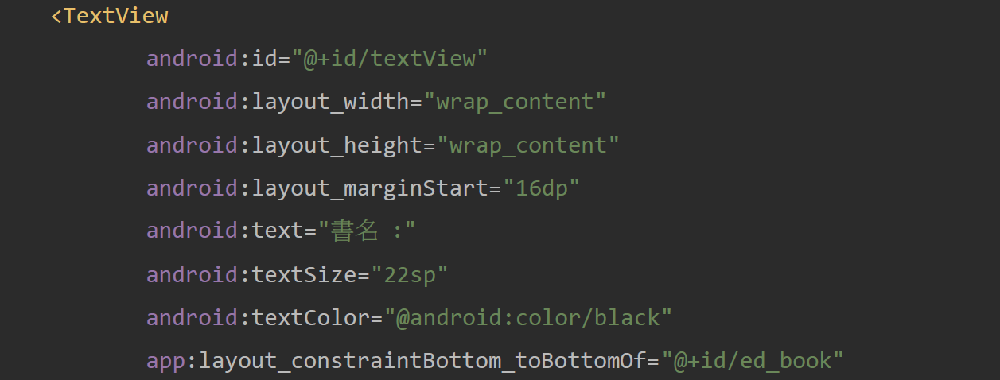 <TextView
android:id="@+id/textView"
android:layout_width="wrap_content"
android:layout_height="wrap_content"
android:layout_marginStart="16dp"
android:text="書名 :"
android:textSize="22sp"
android:textColor="@android:color/black"
app:layout_constraintBottom_toBottomOf="@+id/ed_book"